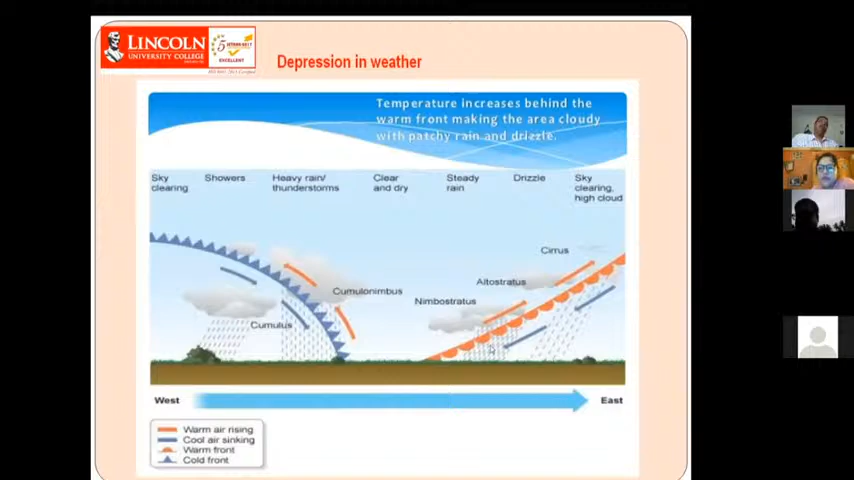 LINCOLN
UNIVERSITY COLLEGE
5
EXCELLENT
Depression in weather
Temperature increases behind the
warm front making the area cloudy
with patchy rain and drizzle.
Sky
clearing
Showers
Heavy rain/
thunderstorms
Clear
and dry
Steady
rain
Drizzle
Sky
clearing,
high cloud
Cirrus
Altostratus
Cumulonimbus
Nimbostratus
Cumulus
West
East
Warm air rising
Cool air sinking
Warm front
Cold front